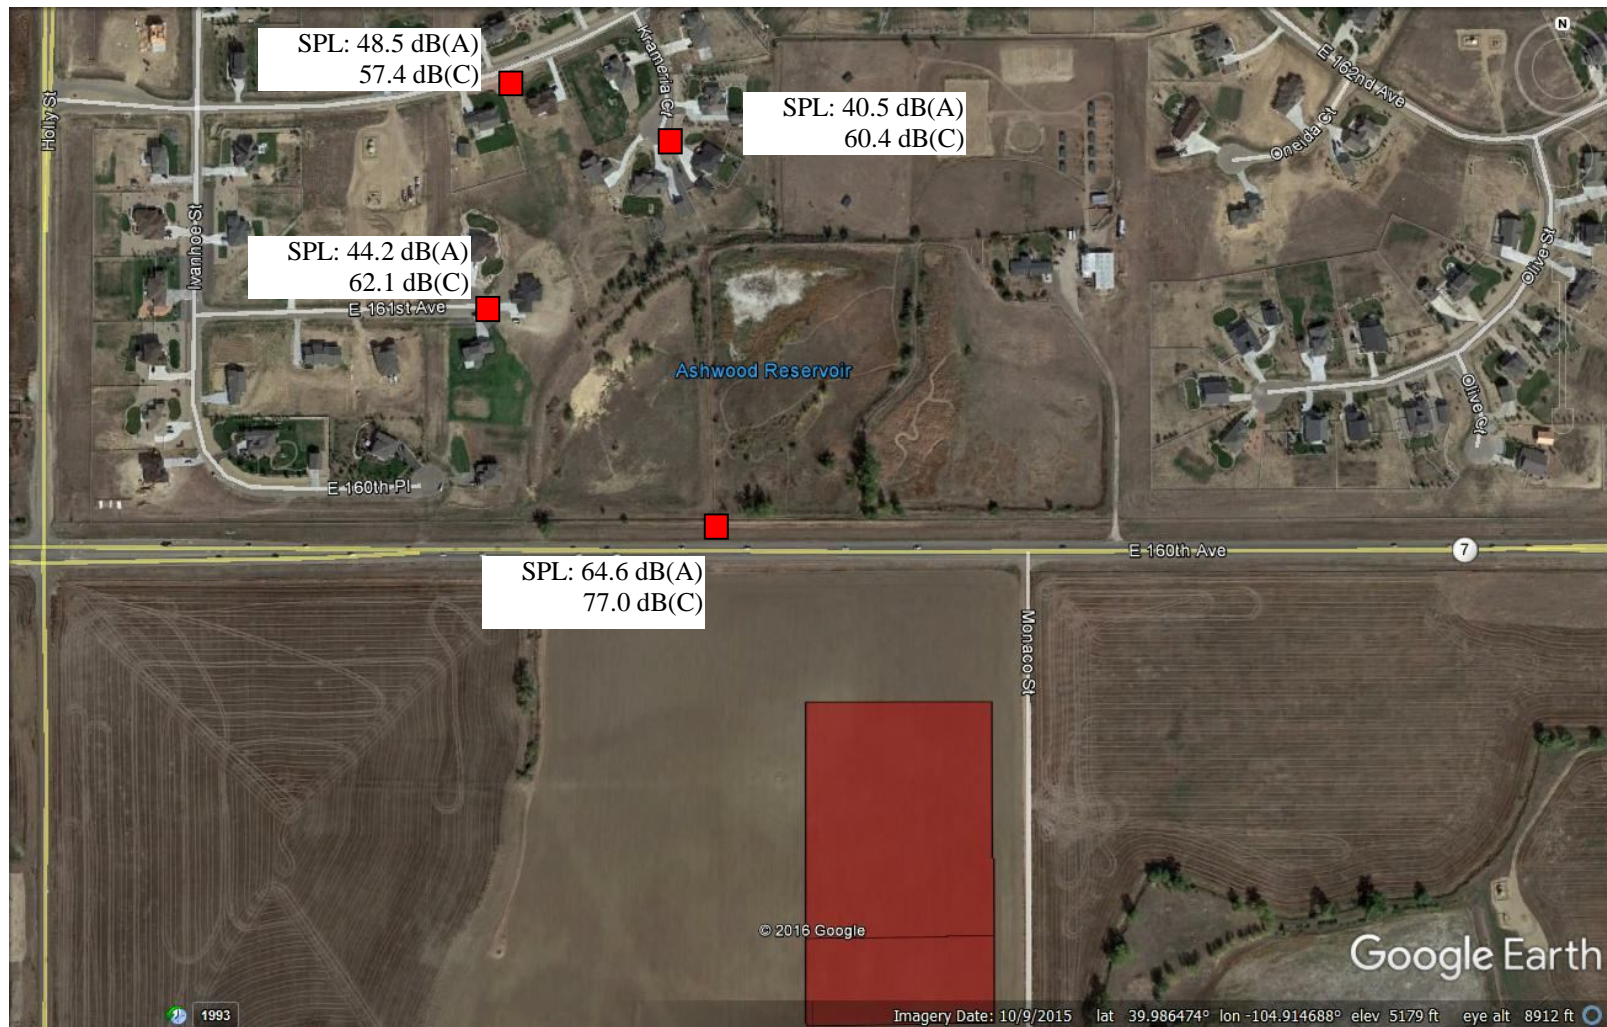 N
SPL: 48.5 dB(A)
57.4 dB(C)
Krameria Ct
E 162nd Ave
Holly St
SPL: 40.5 dB(A)
60.4 dB(C)
Oneida Ct
Ivanhoe St
SPL: 44.2 dB(A)
62.1 dB(C)
Olive St
E 161st Ave
Ashwood Reservoir
Olive Ct
E 160th Pl
E 160th Ave
7
SPL: 64.6 dB(A)
77.0 dB(C)
Monaco St
© 2016 Google
Google Earth
1993
Imagery Date: 10/9/2015 lat 39.986474° lon -104.914688° elev 5179 ft eye alt 8912 ft